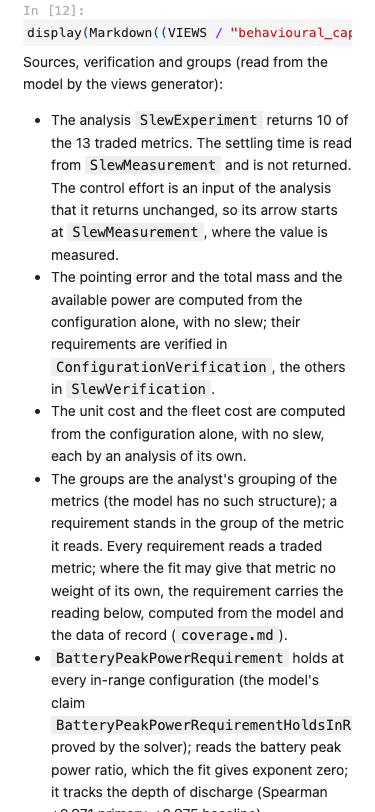 In [12]:
display(Markdown((VIEWS / "behavioural_cap
Sources, verification and groups (read from the
model by the views generator):
• The analysis SlewExperiment returns 10 of
the 13 traded metrics. The settling time is read
from SlewMeasurement and is not returned.
The control effort is an input of the analysis
that it returns unchanged, so its arrow starts
at SlewMeasurement , where the value is
measured.
• The pointing error and the total mass and the
available power are computed from the
configuration alone, with no slew; their
requirements are verified in
ConfigurationVerification , the others
in SlewVerification .
• The unit cost and the fleet cost are computed
from the configuration alone, with no slew,
each by an analysis of its own.
• The groups are the analyst's grouping of the
metrics (the model has no such structure); a
requirement stands in the group of the metric
it reads. Every requirement reads a traded
metric; where the fit may give that metric no
weight of its own, the requirement carries the
reading below, computed from the model and
the data of record ( coverage.md ).
• BatteryPeakPowerRequirement holds at
every in-range configuration (the model's
claim
BatteryPeakPowerRequirementHoldsInR
proved by the solver); reads the battery peak
power ratio, which the fit gives exponent zero;
it tracks the depth of discharge (Spearman